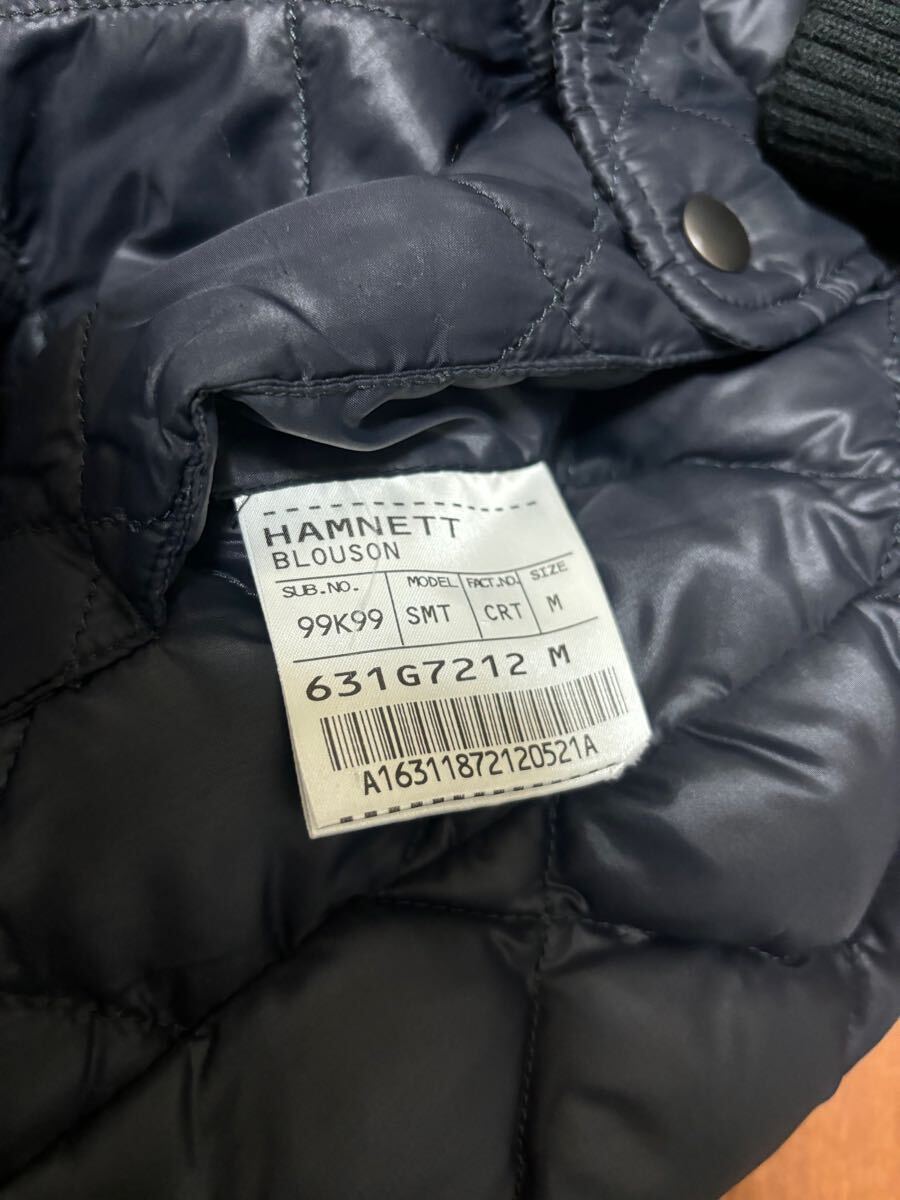 HAMNETT
BLOUSON
SUB.NO. MODEL FACT.NO. SIZE
99K99 SMT CRT M
631G7212 M
A16311872120521A